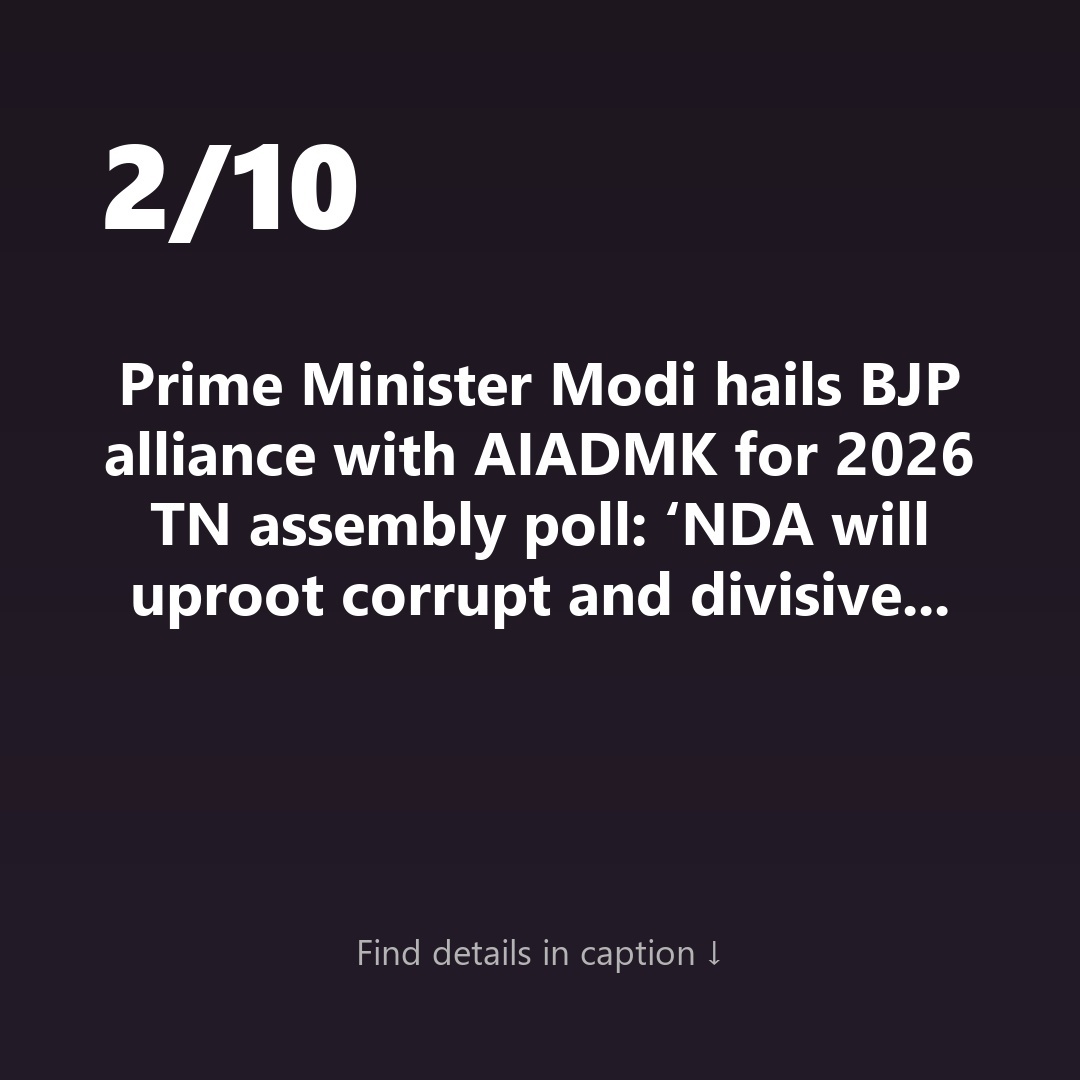 2/10
Prime Minister Modi hails BJP
alliance with AIADMK for 2026
TN assembly poll: ‘NDA will
uproot corrupt and divisive...
Find details in caption ↓